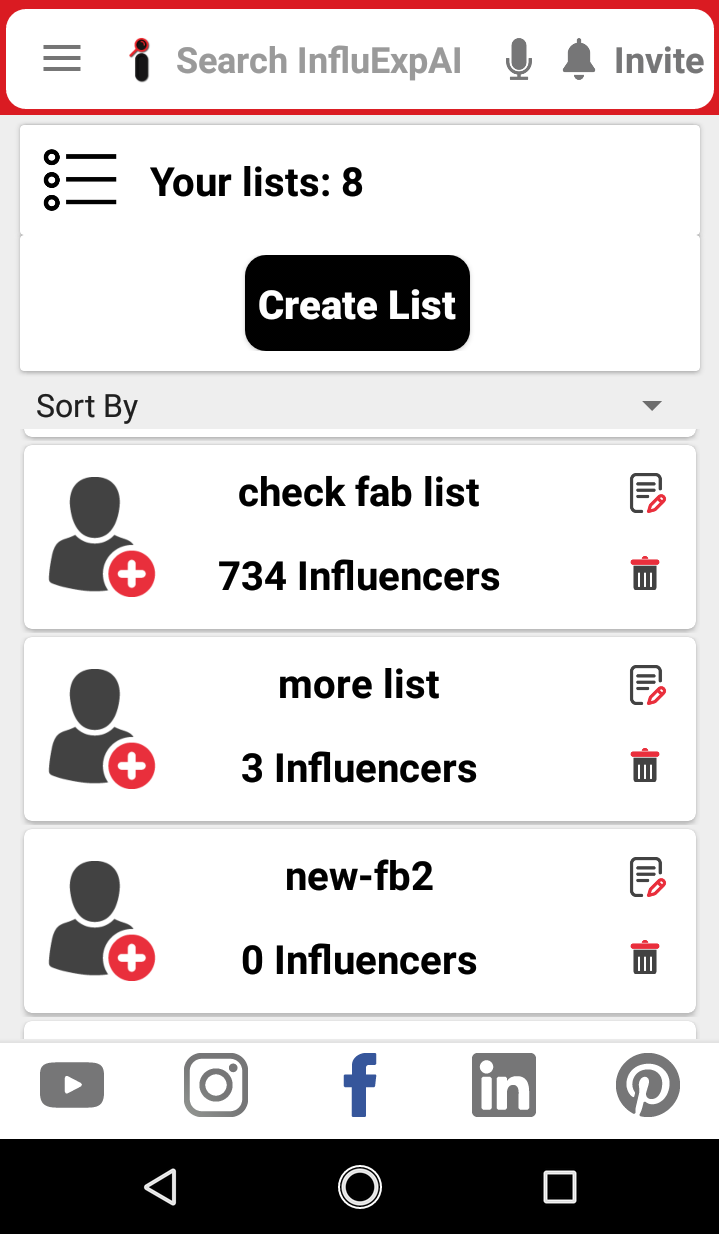 Search InfluExpAI
Invite
Your lists: 8
Create List
Sort By
check fab list
734 Influencers
more list
3 Influencers
new-fb2
0 Influencers